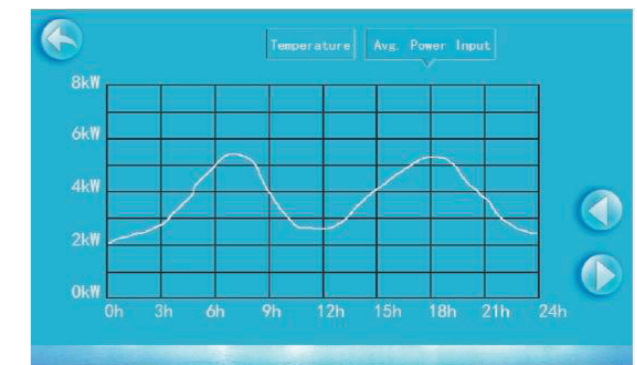 Temperature
Avg. Power Input
8kW
6kW
4kW
2kW
0kW
0h 3h 6h 9h 12h 15h 18h 21h 24h